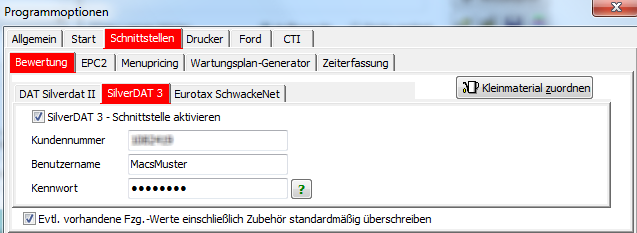 Programmoptionen
Allgemein Start Schnittstellen Drucker Ford CTI
Bewertung EPC2 Menupricing Wartungsplan-Generator Zeiterfassung
Kleinmaterial zuordnen
DAT Silverdat II SilverDAT 3 Eurotax SchwackeNet
SilverDAT 3 - Schnittstelle aktivieren
Kundennummer
Benutzername MacsMuster
Kennwort ●●●●●●●● ?
Evtl. vorhandene Fzg.-Werte einschließlich Zubehör standardmäßig überschreiben